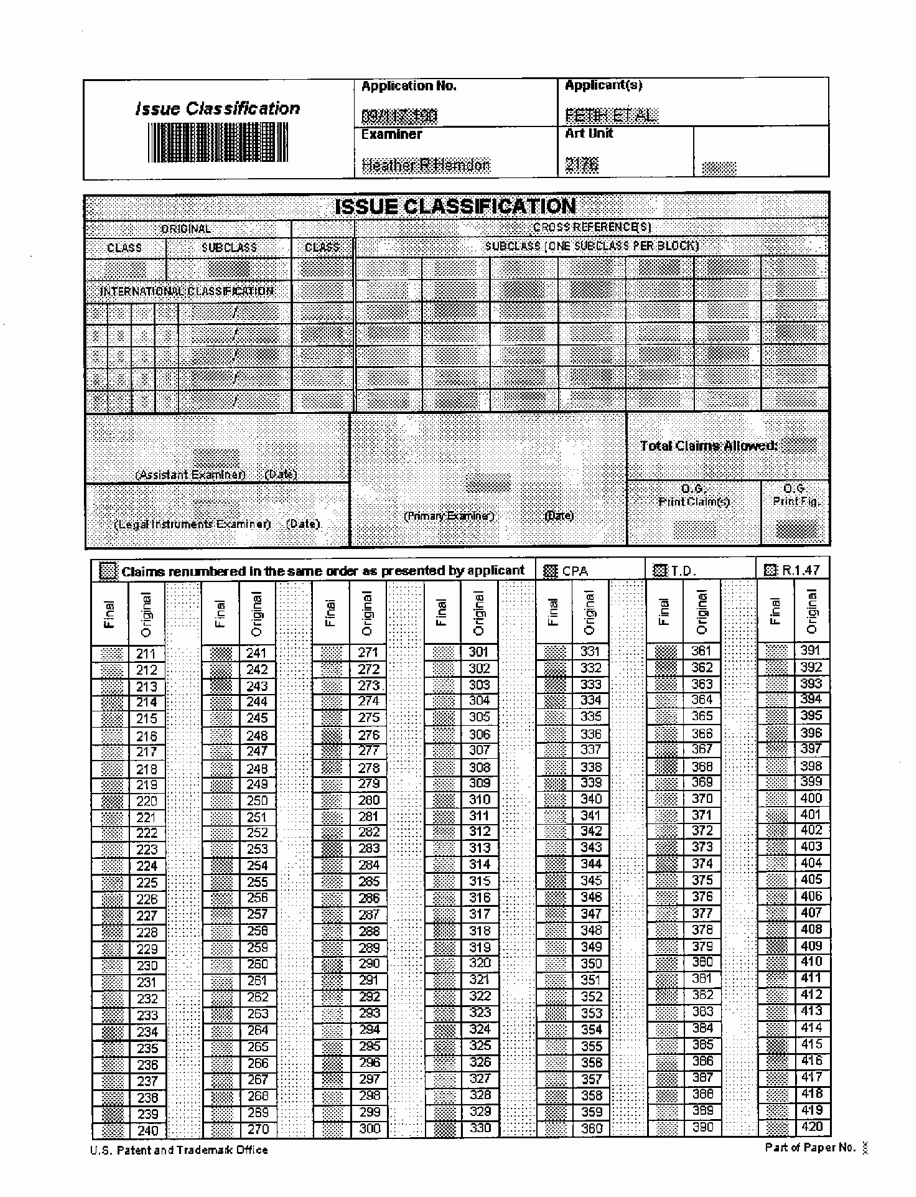 Issue Classification
Application No.
Applicant(s)
09/117,190
FETIH ET AL.
Examiner
Art Unit
Heather R Herndon
2176
ISSUE CLASSIFICATION
ORIGINAL CROSS REFERENCE(S)
CLASS SUBCLASS CLASS SUBCLASS (ONE SUBCLASS PER BLOCK)
INTERNATIONAL CLASSIFICATION
/
/
/
/
/
Total Claims Allowed:
(Assistant Examiner) (Date)
O.G. O.G.
Print Claim(s) Print Fig.
(Primary Examiner) (Date)
(Legal Instruments Examiner) (Date)
Claims renumbered in the same order as presented by applicant CPA T.D. R.1.47
Final Original Final Original Final Original Final Original Final Original Final Original Final Original
211 241 271 301 331 361 391
212 242 272 302 332 362 392
213 243 273 303 333 363 393
214 244 274 304 334 364 394
215 245 275 305 335 365 395
216 246 276 306 336 366 396
217 247 277 307 337 367 397
218 248 278 308 338 368 398
219 249 279 309 339 369 399
220 250 280 310 340 370 400
221 251 281 311 341 371 401
222 252 282 312 342 372 402
223 253 283 313 343 373 403
224 254 284 314 344 374 404
225 255 285 315 345 375 405
226 256 286 316 346 376 406
227 257 287 317 347 377 407
228 258 288 318 348 378 408
229 259 289 319 349 379 409
230 260 290 320 350 380 410
231 261 291 321 351 381 411
232 262 292 322 352 382 412
233 263 293 323 353 383 413
234 264 294 324 354 384 414
235 265 295 325 355 385 415
236 266 296 326 356 386 416
237 267 297 327 357 387 417
238 268 298 328 358 388 418
239 269 299 329 359 389 419
240 270 300 330 360 390 420
U.S. Patent and Trademark Office Part of Paper No.